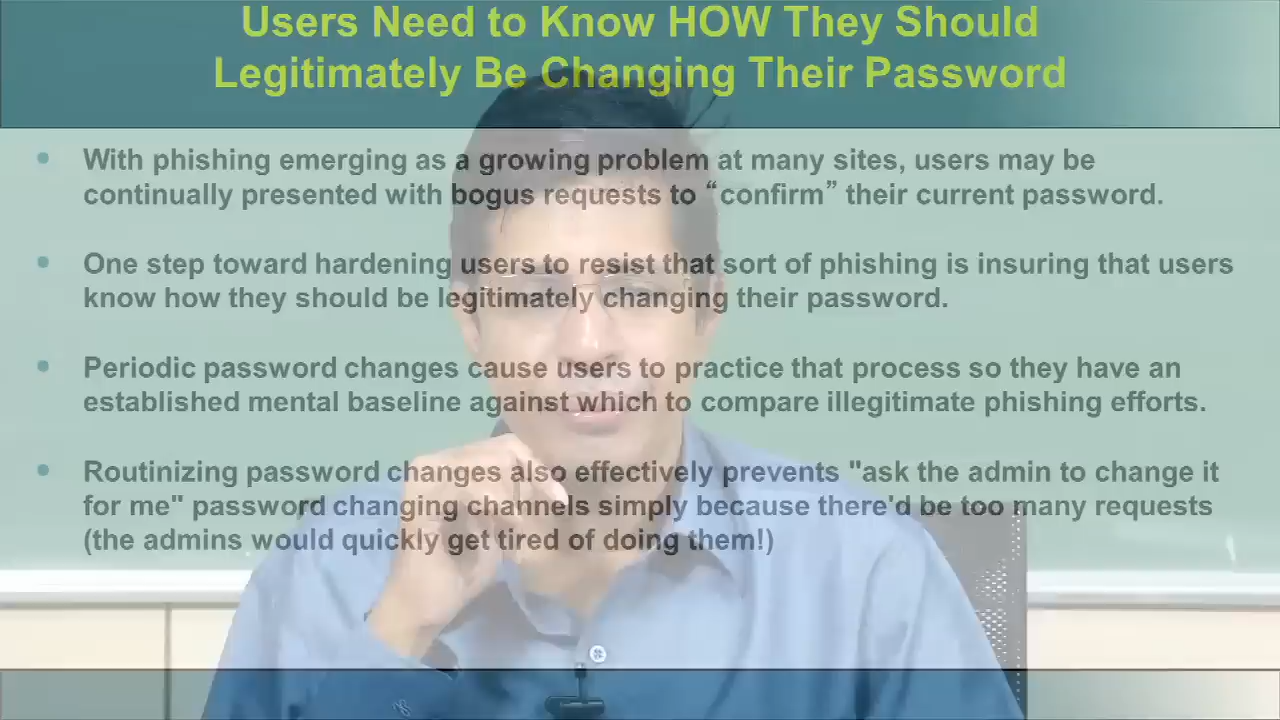 Users Need to Know HOW They Should
Legitimately Be Changing Their Password
• With phishing emerging as a growing problem at many sites, users may be
continually presented with bogus requests to “confirm” their current password.
• One step toward hardening users to resist that sort of phishing is insuring that users
know how they should be legitimately changing their password.
• Periodic password changes cause users to practice that process so they have an
established mental baseline against which to compare illegitimate phishing efforts.
• Routinizing password changes also effectively prevents "ask the admin to change it
for me" password changing channels simply because there'd be too many requests
(the admins would quickly get tired of doing them!)